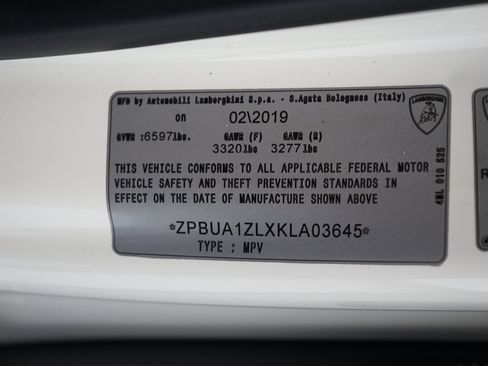 MFD by Automobili Lamborghini S.p.a. - S.Agata Bolognese (Italy)
on 02\2019
GVWR :6597lbs. GAWR (F) GAWR (R)
3320lbs 3277lbs
THIS VEHICLE CONFORMS TO ALL APPLICABLE FEDERAL MOTOR
VEHICLE SAFETY AND THEFT PREVENTION STANDARDS IN
EFFECT ON THE DATE OF MANUFACTURE SHOWN ABOVE
*ZPBUA1ZLXKLA03645*
TYPE : MPV
LAMBORGHINI
4ML 010 525
R